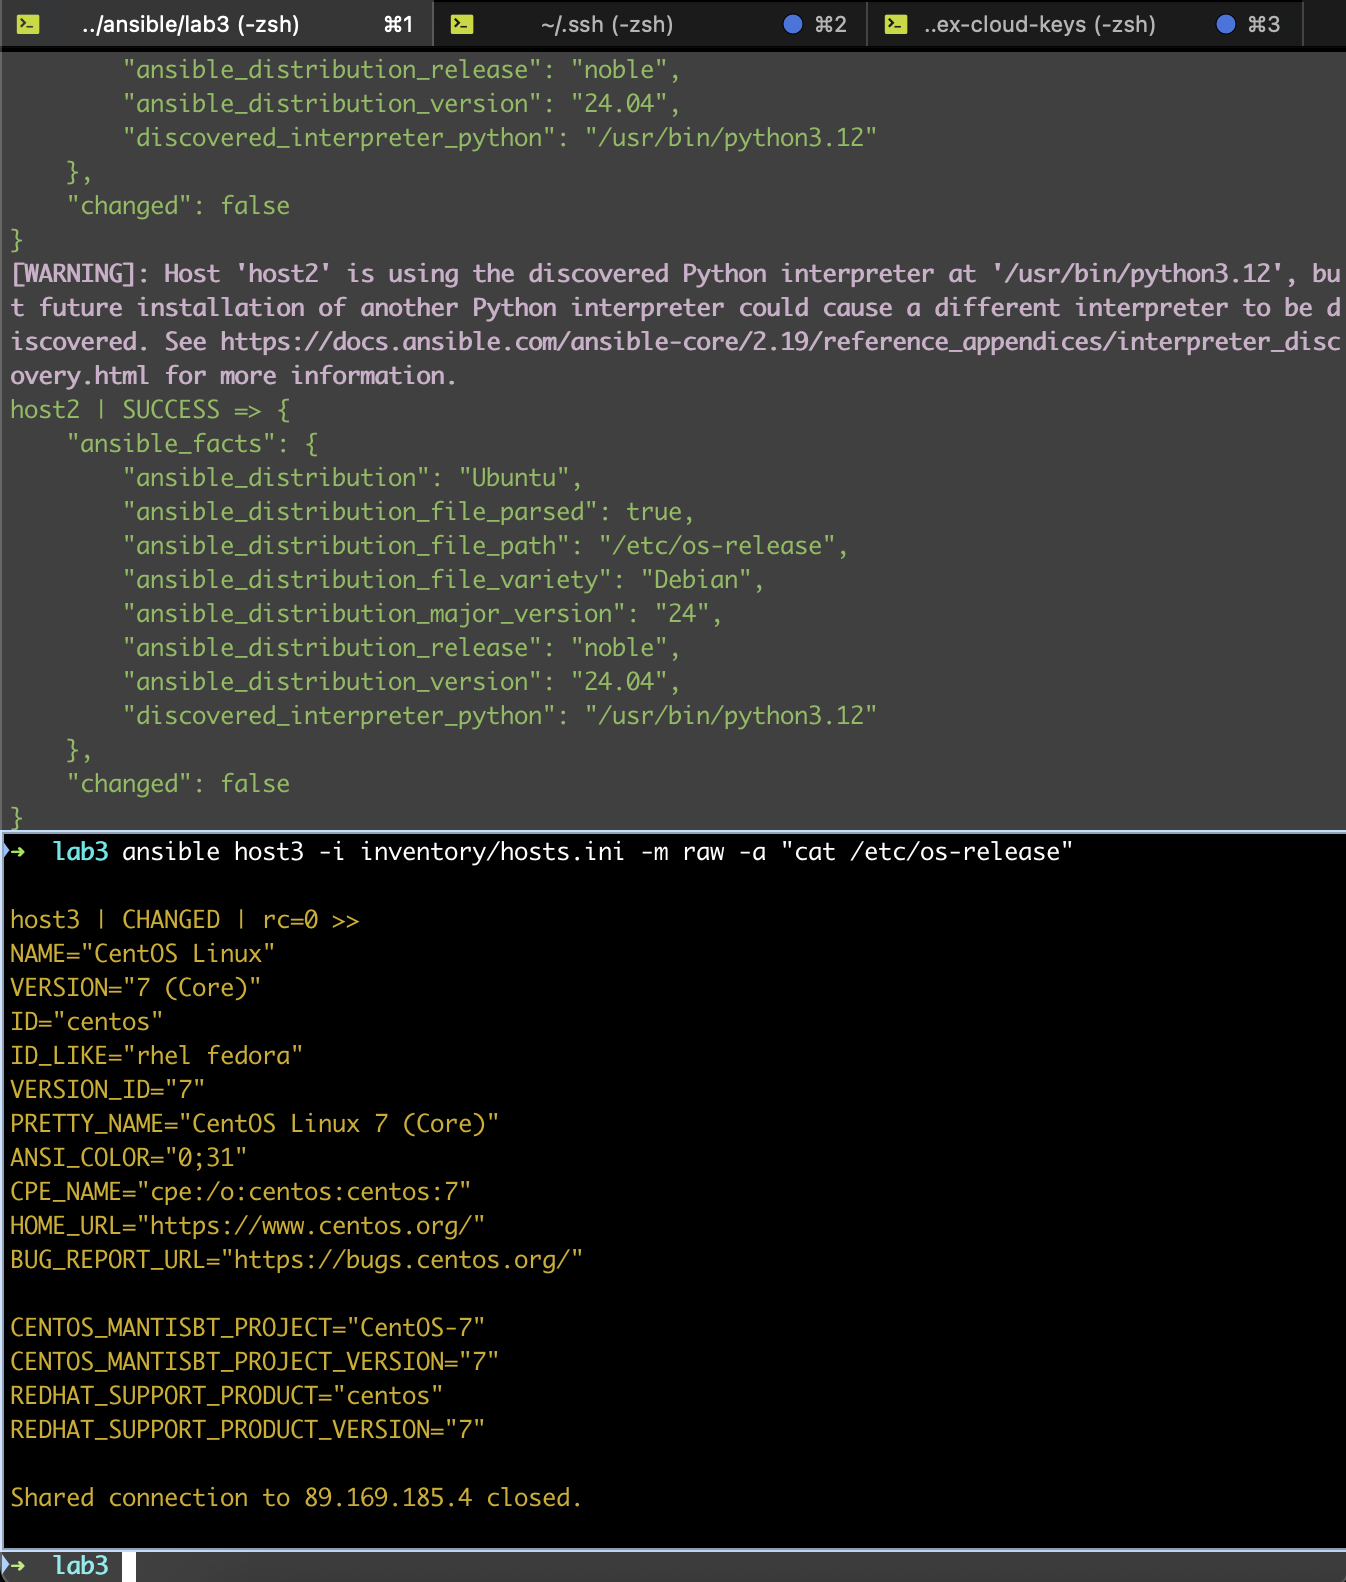 ../ansible/lab3 (-zsh) ⌘1 ~/.ssh (-zsh) ⌘2 ..ex-cloud-keys (-zsh) ⌘3
        "ansible_distribution_release": "noble",
        "ansible_distribution_version": "24.04",
        "discovered_interpreter_python": "/usr/bin/python3.12"
    },
    "changed": false
}
[WARNING]: Host 'host2' is using the discovered Python interpreter at '/usr/bin/python3.12', bu
t future installation of another Python interpreter could cause a different interpreter to be d
iscovered. See https://docs.ansible.com/ansible-core/2.19/reference_appendices/interpreter_disc
overy.html for more information.
host2 | SUCCESS => {
    "ansible_facts": {
        "ansible_distribution": "Ubuntu",
        "ansible_distribution_file_parsed": true,
        "ansible_distribution_file_path": "/etc/os-release",
        "ansible_distribution_file_variety": "Debian",
        "ansible_distribution_major_version": "24",
        "ansible_distribution_release": "noble",
        "ansible_distribution_version": "24.04",
        "discovered_interpreter_python": "/usr/bin/python3.12"
    },
    "changed": false
}
➜  lab3 ansible host3 -i inventory/hosts.ini -m raw -a "cat /etc/os-release"
host3 | CHANGED | rc=0 >>
NAME="CentOS Linux"
VERSION="7 (Core)"
ID="centos"
ID_LIKE="rhel fedora"
VERSION_ID="7"
PRETTY_NAME="CentOS Linux 7 (Core)"
ANSI_COLOR="0;31"
CPE_NAME="cpe:/o:centos:centos:7"
HOME_URL="https://www.centos.org/"
BUG_REPORT_URL="https://bugs.centos.org/"
CENTOS_MANTISBT_PROJECT="CentOS-7"
CENTOS_MANTISBT_PROJECT_VERSION="7"
REDHAT_SUPPORT_PRODUCT="centos"
REDHAT_SUPPORT_PRODUCT_VERSION="7"
Shared connection to 89.169.185.4 closed.
➜  lab3